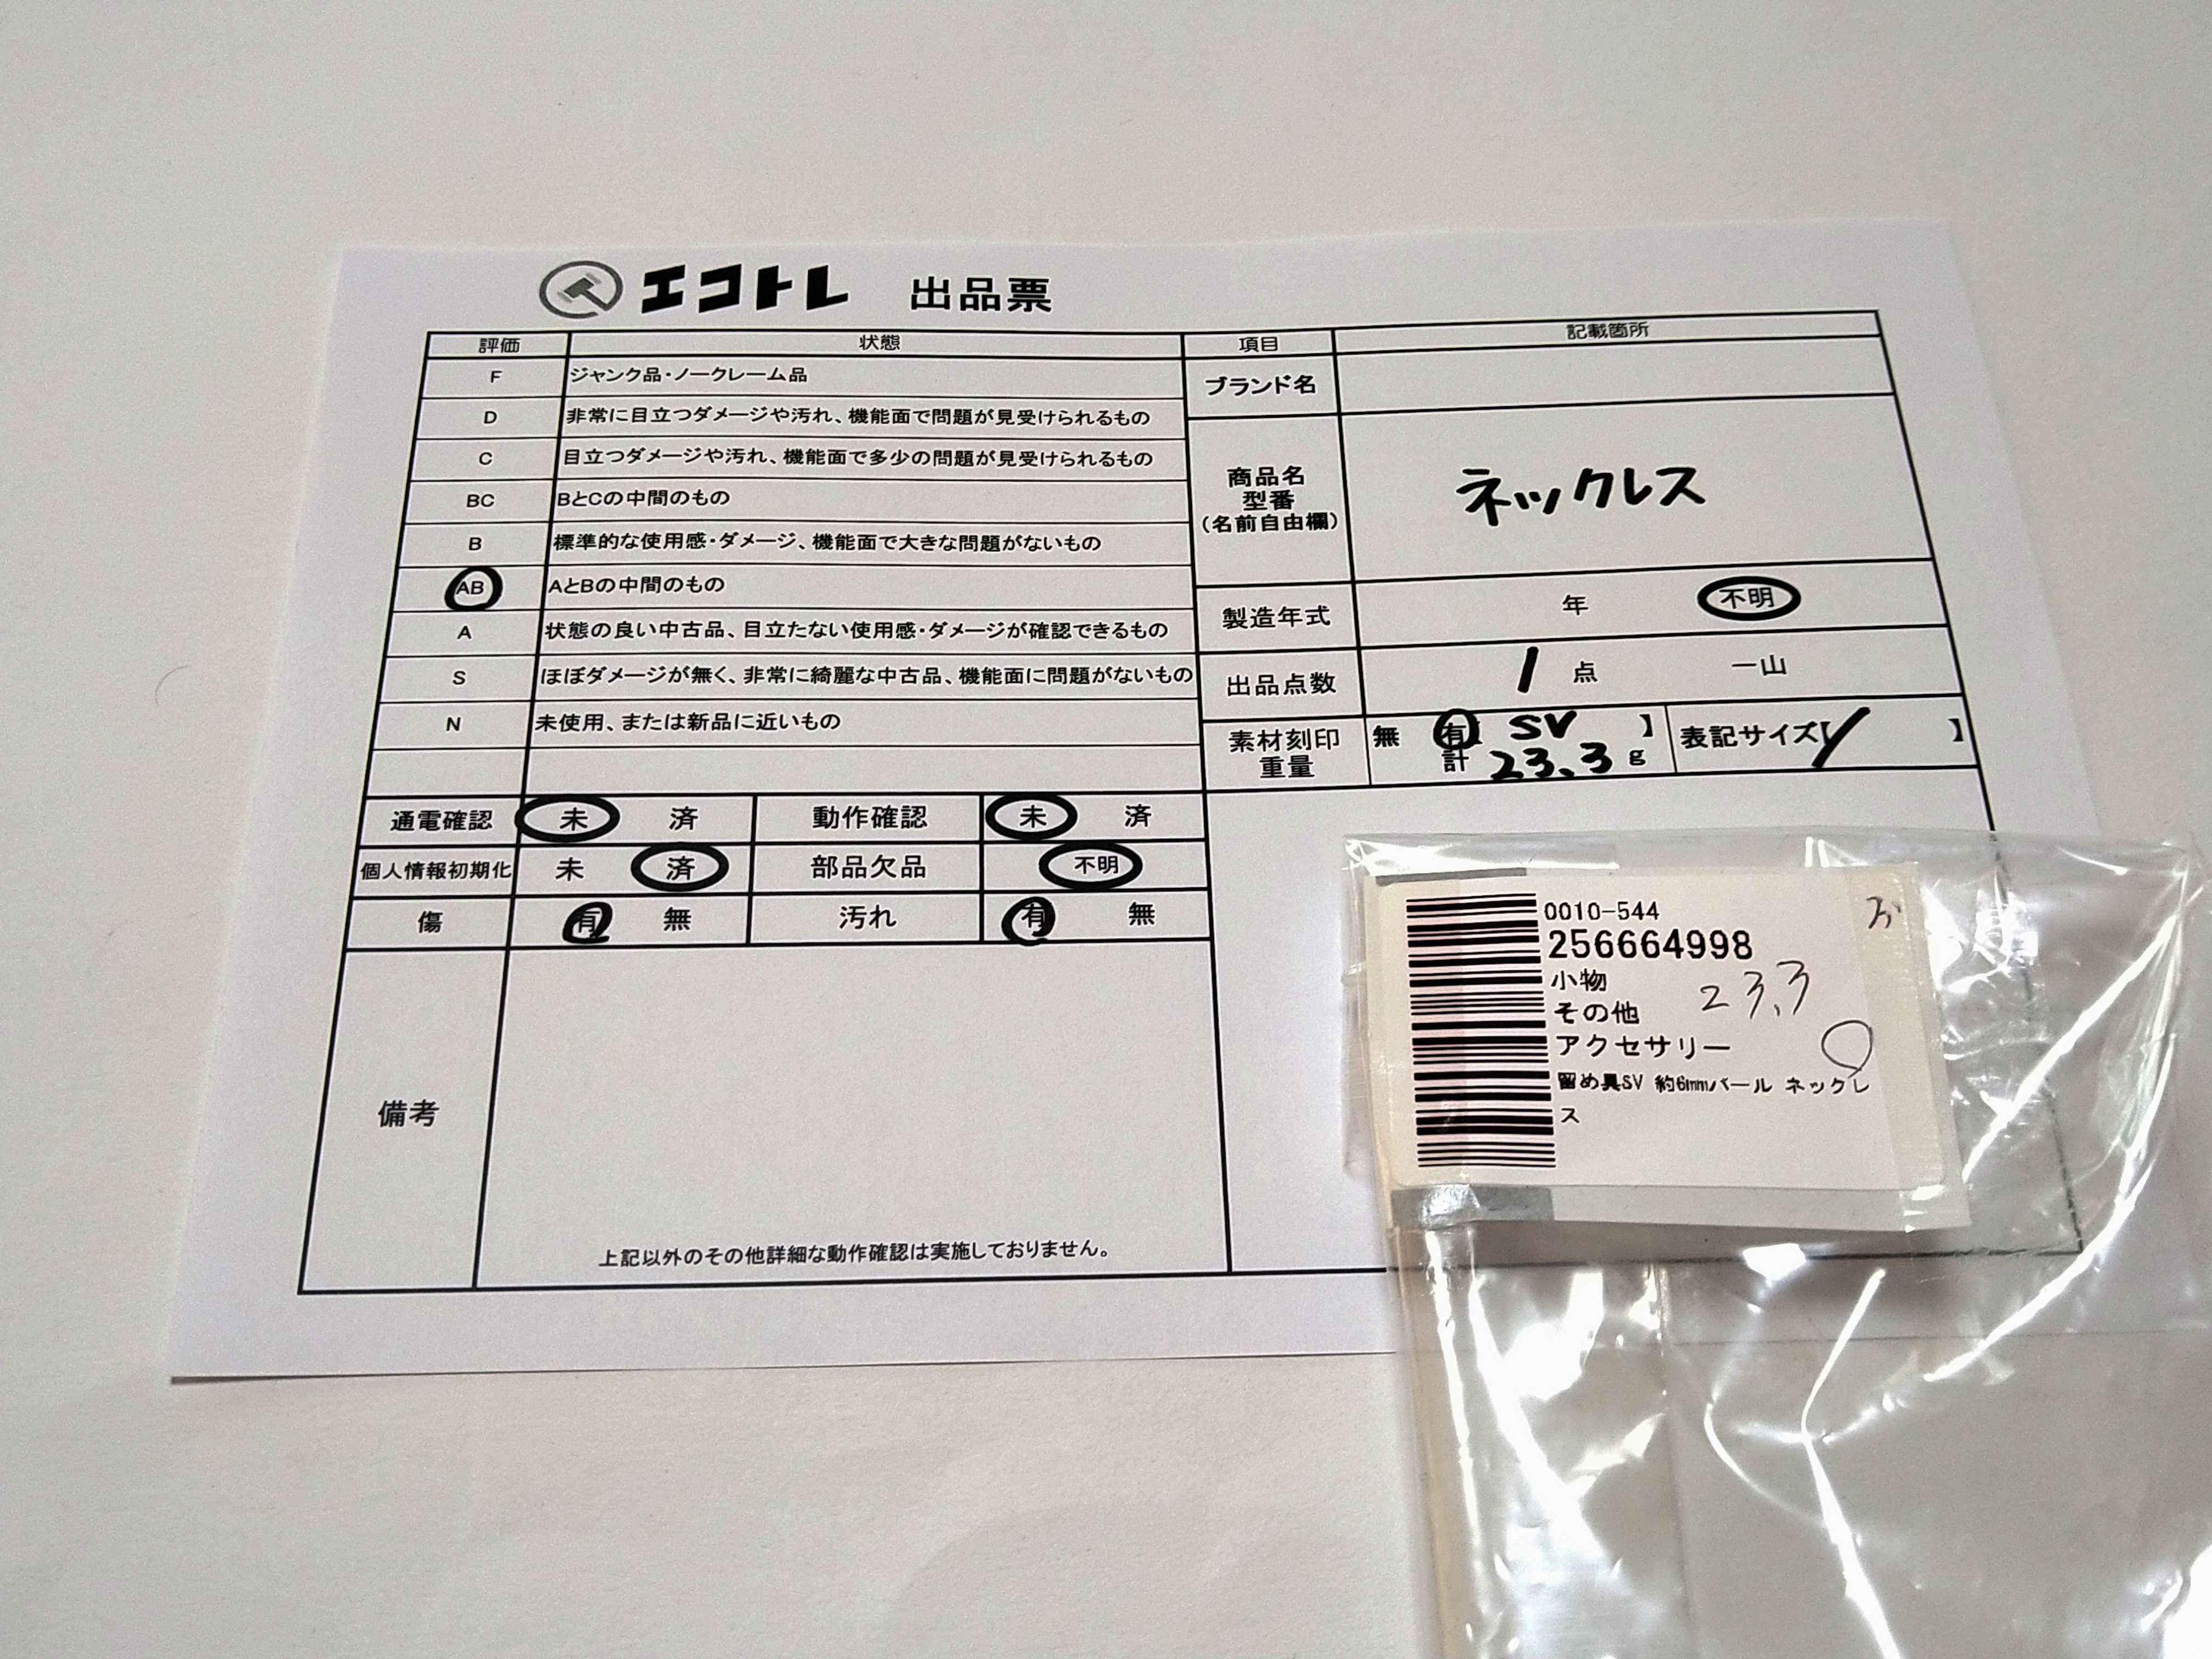 エコトレ 出品票
評価 状態
F ジャンク品・ノークレーム品
D 非常に目立つダメージや汚れ、機能面で問題が見受けられるもの
C 目立つダメージや汚れ、機能面で多少の問題が見受けられるもの
BC BとCの中間のもの
B 標準的な使用感・ダメージ、機能面で大きな問題がないもの
AB AとBの中間のもの
A 状態の良い中古品、目立たない使用感・ダメージが確認できるもの
S ほぼダメージが無く、非常に綺麗な中古品、機能面に問題がないもの
N 未使用、または新品に近いもの
通電確認 未 済 動作確認 未 済
個人情報初期化 未 済 部品欠品 不明
傷 有 無 汚れ 有 無
備考
上記以外のその他詳細な動作確認は実施しておりません。
項目 記載箇所
ブランド名
商品名
型番
(名前自由欄)
ネックレス
製造年式 年 不明
出品点数 1 点 一山
素材刻印 無 有 SV 】 表記サイズ【/ 】
重量 計 23.3 g
0010-544
256664998
小物
その他 23.3
アクセサリー
留め具SV 約6mmパール ネックレ
ス